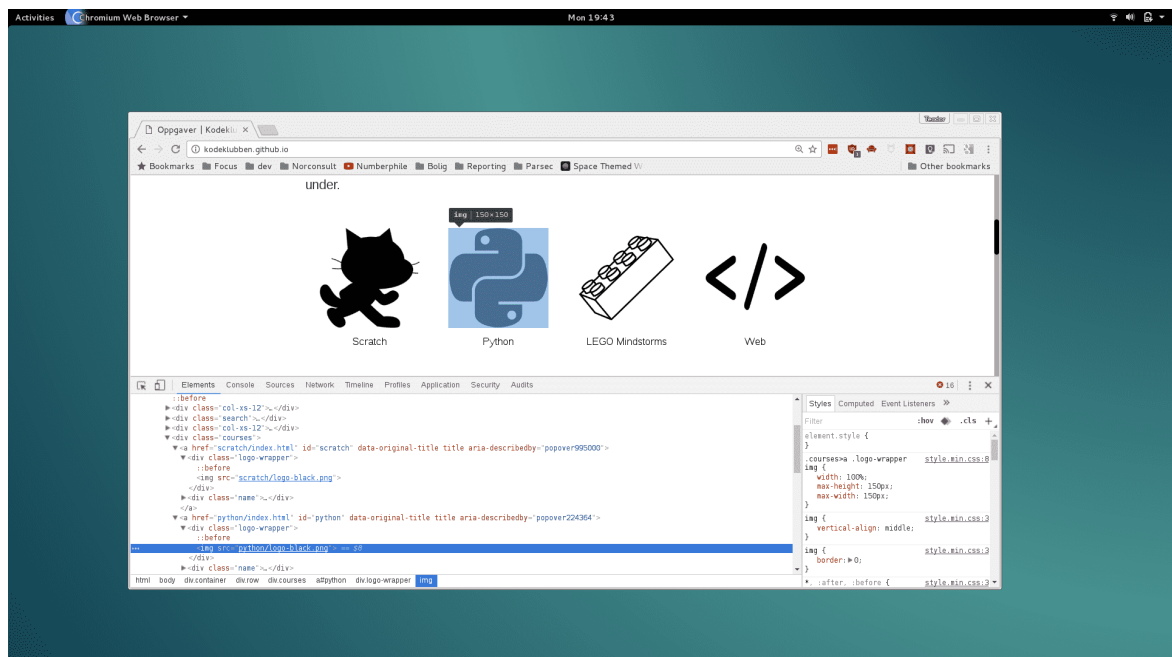 Activities Chromium Web Browser Mon 19:43
Oppgaver | Kodeklu
kodeklubben.github.io
Bookmarks Focus dev Norconsult Numberphile Bolig Reporting Parsec Space Themed W Other bookmarks
under.
img | 150×150
Scratch Python LEGO Mindstorms Web
</>
Elements Console Sources Network Timeline Profiles Application Security Audits 16
::before
<div class="col-xs-12">…</div>
<div class="search">…</div>
<div class="col-xs-12">…</div>
<div class="courses">
<a href="scratch/index.html" id="scratch" data-original-title title aria-describedby="popover995000">
<div class="logo-wrapper">
::before
<img src="scratch/logo-black.png">
</div>
<div class="name">…</div>
</a>
<a href="python/index.html" id="python" data-original-title title aria-describedby="popover224364">
<div class="logo-wrapper">
::before
<img src="python/logo-black.png"> == $0
</div>
<div class="name">…</div>
html body div.container div.row div.courses a#python div.logo-wrapper img
Styles Computed Event Listeners »
Filter :hov .cls +
element.style {
}
.courses>a .logo-wrapper style.min.css:8
img {
width: 100%;
max-height: 150px;
max-width: 150px;
}
img { style.min.css:3
vertical-align: middle;
}
img { style.min.css:3
border: 0;
}
*, :after, :before { style.min.css:3